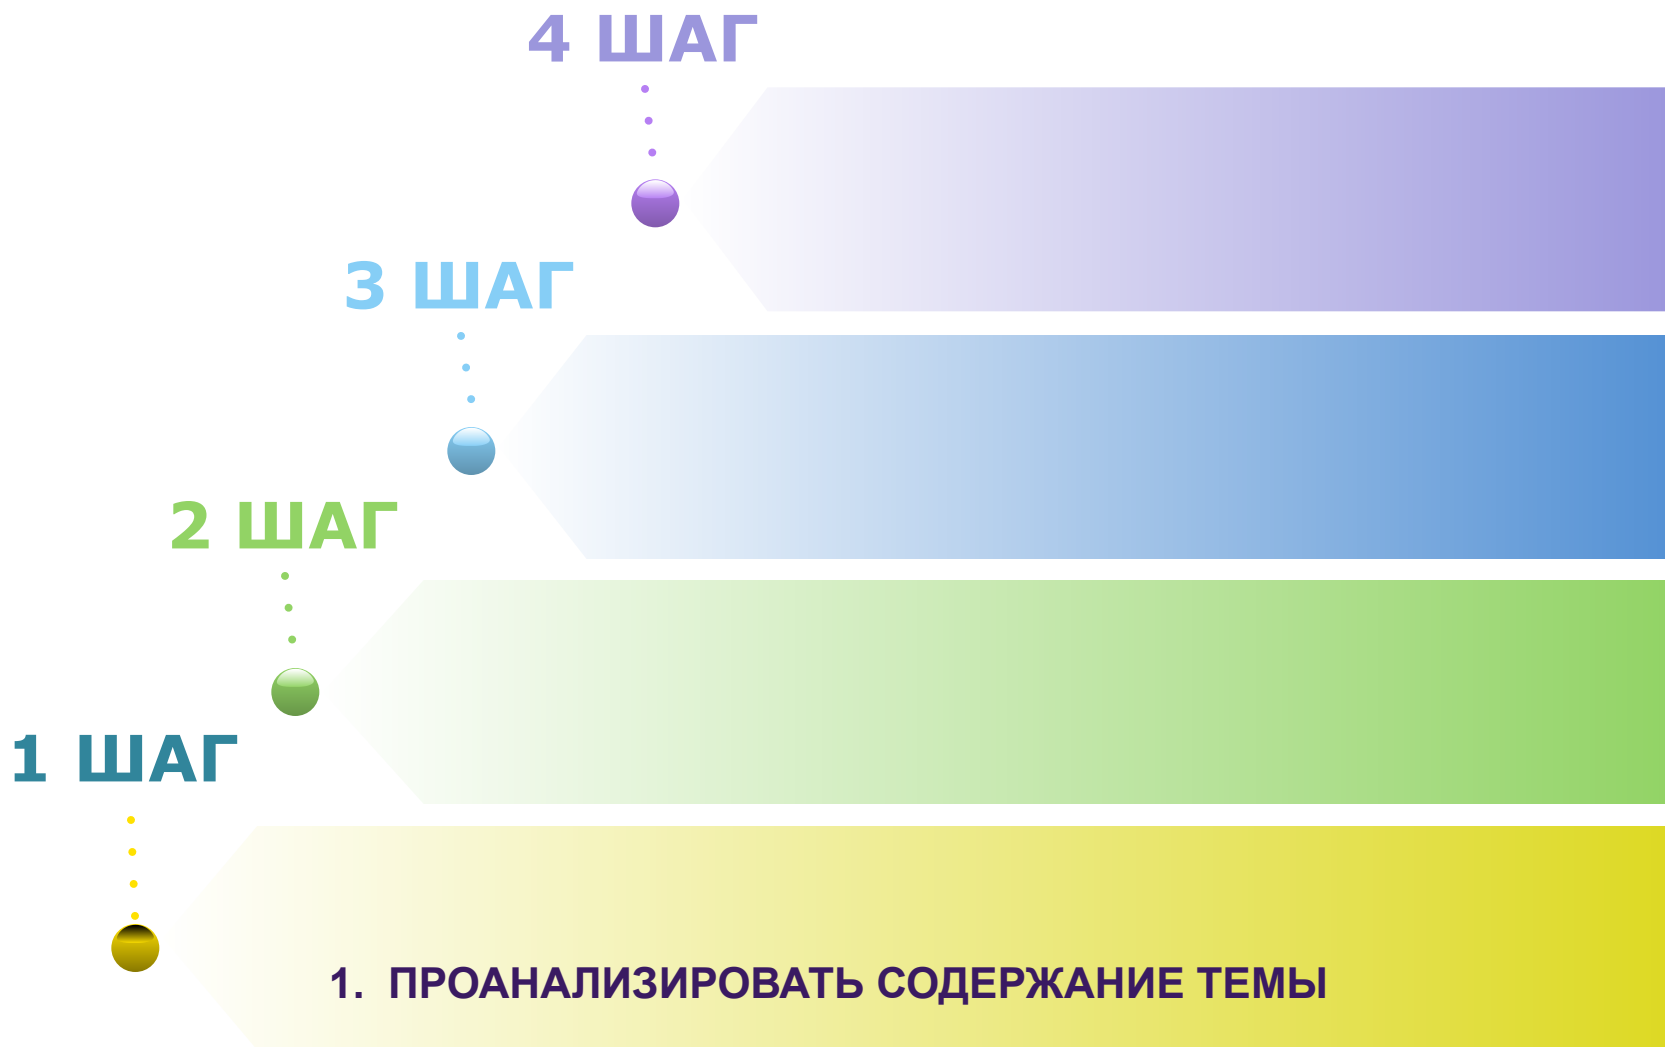 4 ШАГ
3 ШАГ
2 ШАГ
1 ШАГ
1. ПРОАНАЛИЗИРОВАТЬ СОДЕРЖАНИЕ ТЕМЫ